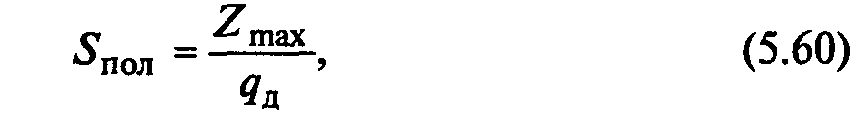 S_пол = Z_max / q_д, (5.60)